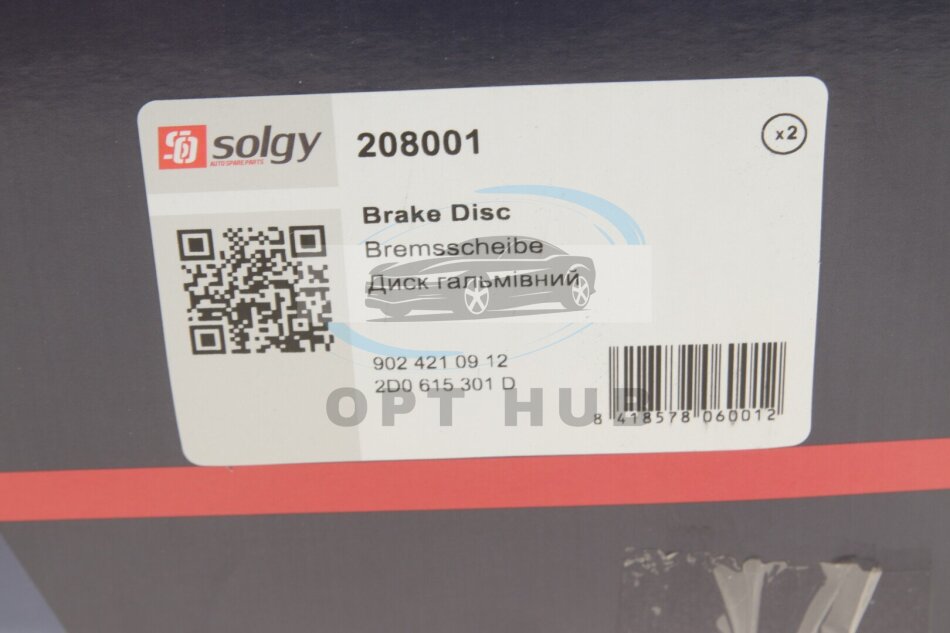 solgy
AUTO SPARE PARTS
208001
x2
Brake Disc
Bremsscheibe
Диск гальмівний
902 421 09 12
2D0 615 301 D
OPT HUB
8 418578 060012